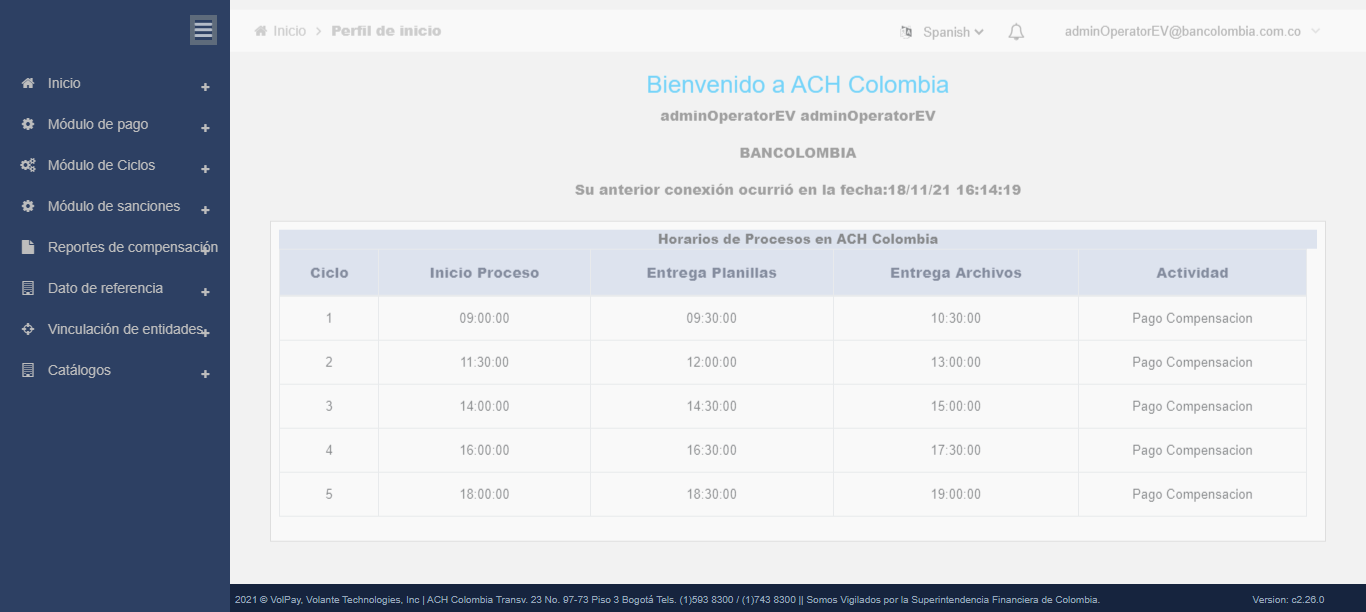 Inicio > Perfil de inicio
Spanish
adminOperatorEV@bancolombia.com.co
Inicio +
Módulo de pago +
Módulo de Ciclos +
Módulo de sanciones +
Reportes de compensación +
Dato de referencia +
Vinculación de entidades +
Catálogos +
Bienvenido a ACH Colombia
adminOperatorEV adminOperatorEV
BANCOLOMBIA
Su anterior conexión ocurrió en la fecha:18/11/21 16:14:19
Horarios de Procesos en ACH Colombia
Ciclo Inicio Proceso Entrega Planillas Entrega Archivos Actividad
1 09:00:00 09:30:00 10:30:00 Pago Compensacion
2 11:30:00 12:00:00 13:00:00 Pago Compensacion
3 14:00:00 14:30:00 15:00:00 Pago Compensacion
4 16:00:00 16:30:00 17:30:00 Pago Compensacion
5 18:00:00 18:30:00 19:00:00 Pago Compensacion
2021 © VolPay, Volante Technologies, Inc | ACH Colombia Transv. 23 No. 97-73 Piso 3 Bogotá Tels. (1)593 8300 / (1)743 8300 || Somos Vigilados por la Superintendencia Financiera de Colombia. Version: c2.26.0